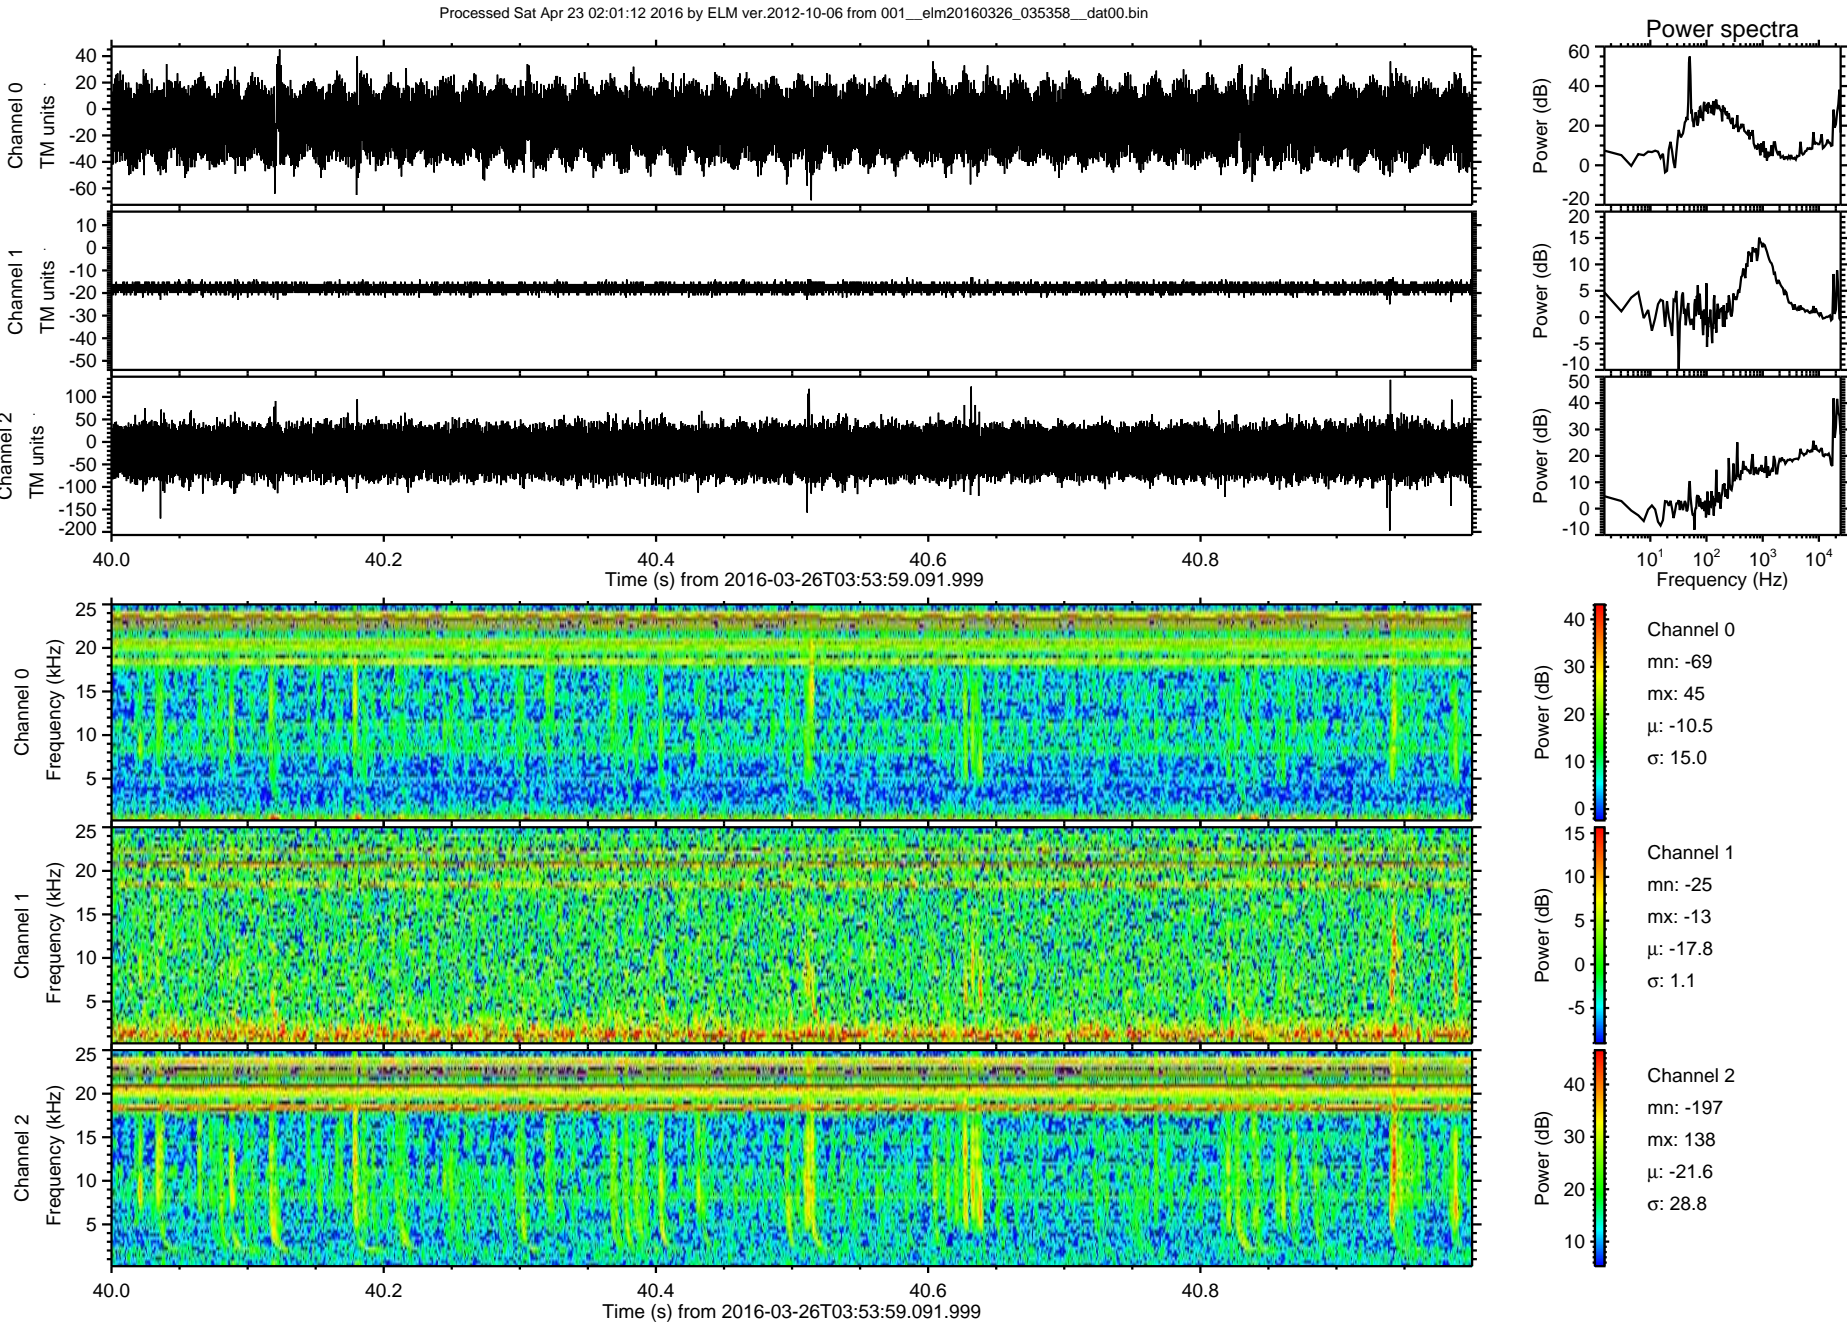 Processed Sat Apr 23 02:01:12 2016 by ELM ver.2012-10-06 from 001__elm20160326_035358__dat00.bin
Power spectra
Channel 0
TM units
40
20
0
-20
-40
-60
Power (dB)
60
40
20
0
-20
Channel 1
TM units
10
0
-10
-20
-30
-40
-50
Power (dB)
20
15
10
5
0
-5
-10
Channel 2
TM units
100
50
0
-50
-100
-150
-200
Power (dB)
50
40
30
20
10
0
-10
40.0 40.2 40.4 40.6 40.8
Time (s) from 2016-03-26T03:53:59.091.999
10¹ 10² 10³ 10⁴
Frequency (Hz)
Channel 0
Frequency (kHz)
25
20
15
10
5
Power (dB)
40
30
20
10
0
Channel 0
mn: -69
mx: 45
μ: -10.5
σ: 15.0
Channel 1
Frequency (kHz)
25
20
15
10
5
Power (dB)
15
10
5
0
-5
Channel 1
mn: -25
mx: -13
μ: -17.8
σ: 1.1
Channel 2
Frequency (kHz)
25
20
15
10
5
Power (dB)
40
30
20
10
Channel 2
mn: -197
mx: 138
μ: -21.6
σ: 28.8
40.0 40.2 40.4 40.6 40.8
Time (s) from 2016-03-26T03:53:59.091.999